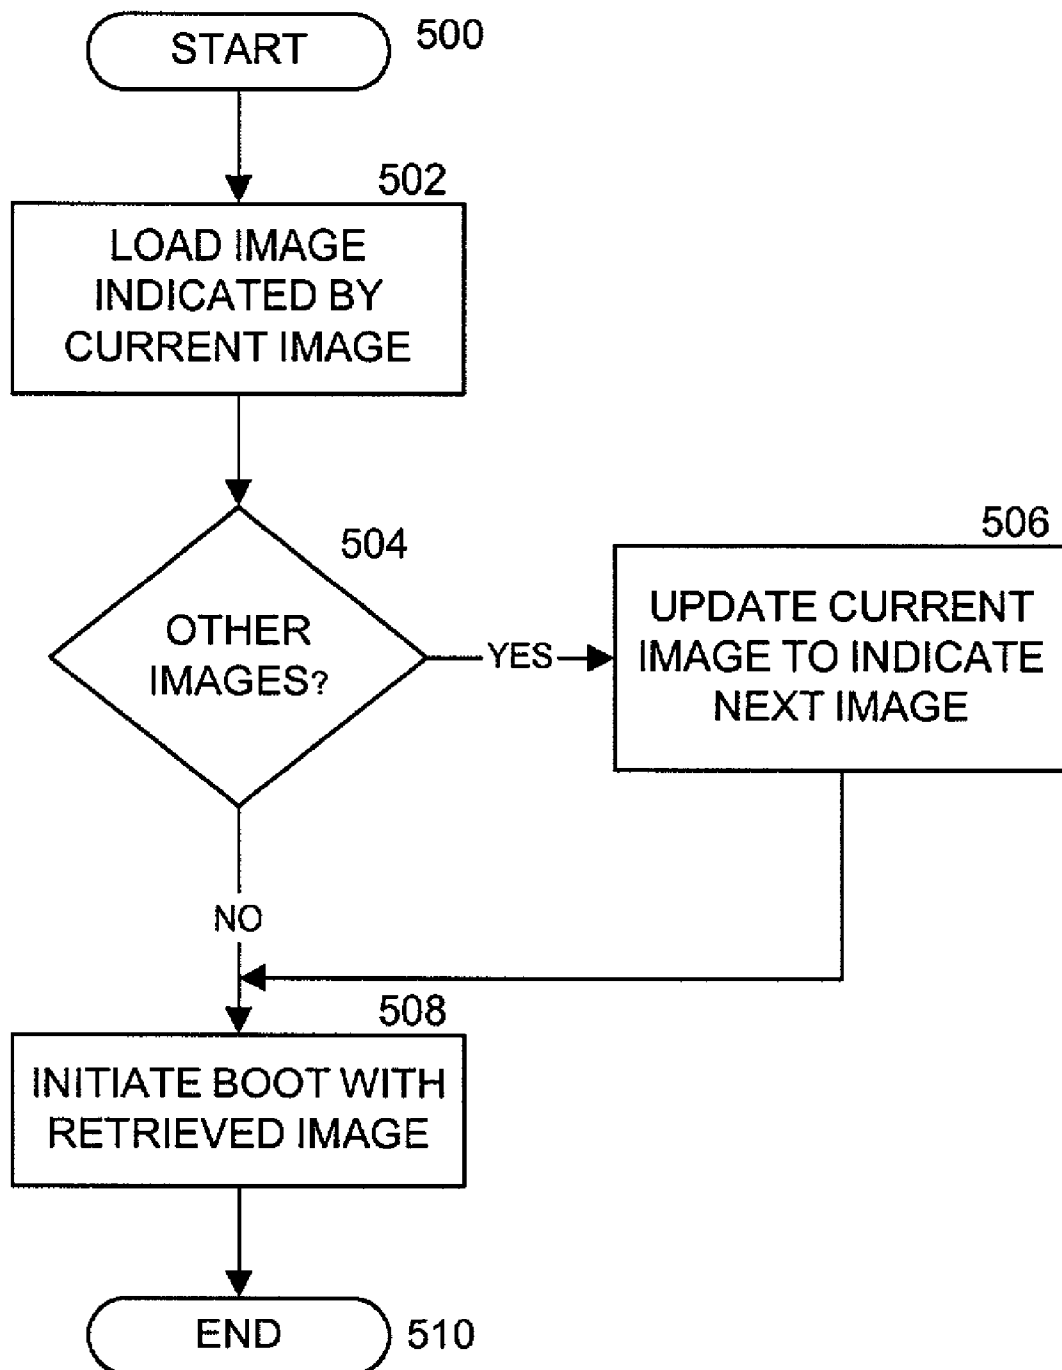 START
500
502
LOAD IMAGE
INDICATED BY
CURRENT IMAGE
504
OTHER
IMAGES?
YES
506
UPDATE CURRENT
IMAGE TO INDICATE
NEXT IMAGE
NO
508
INITIATE BOOT WITH
RETRIEVED IMAGE
END
510